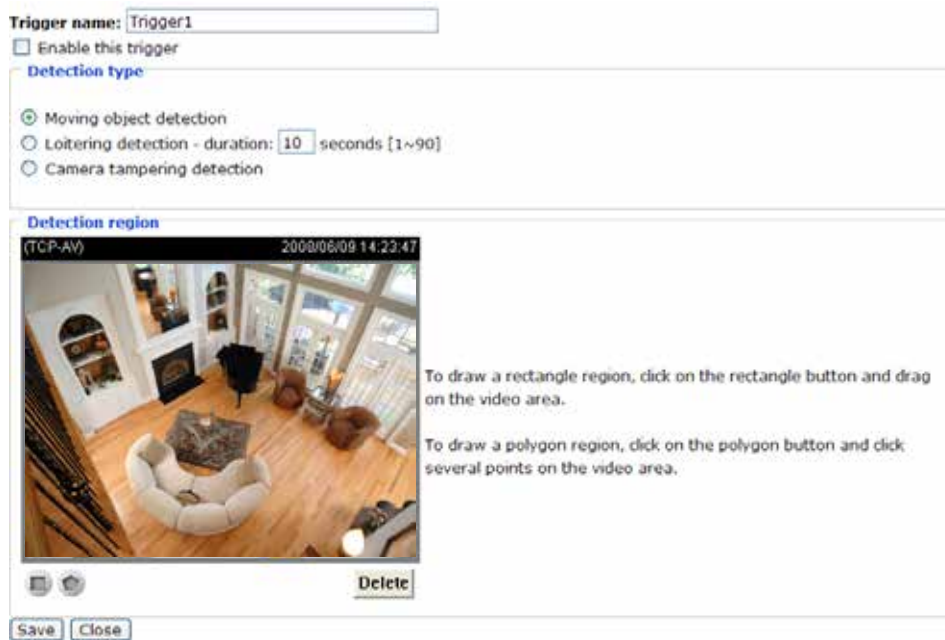 Trigger name: Trigger1
Enable this trigger
Detection type
Moving object detection
Loitering detection - duration: 10 seconds [1~90]
Camera tampering detection
Detection region
(TCP-AV) 2008/06/09 14:23:47
To draw a rectangle region, click on the rectangle button and drag
on the video area.
To draw a polygon region, click on the polygon button and click
several points on the video area.
Delete
Save Close